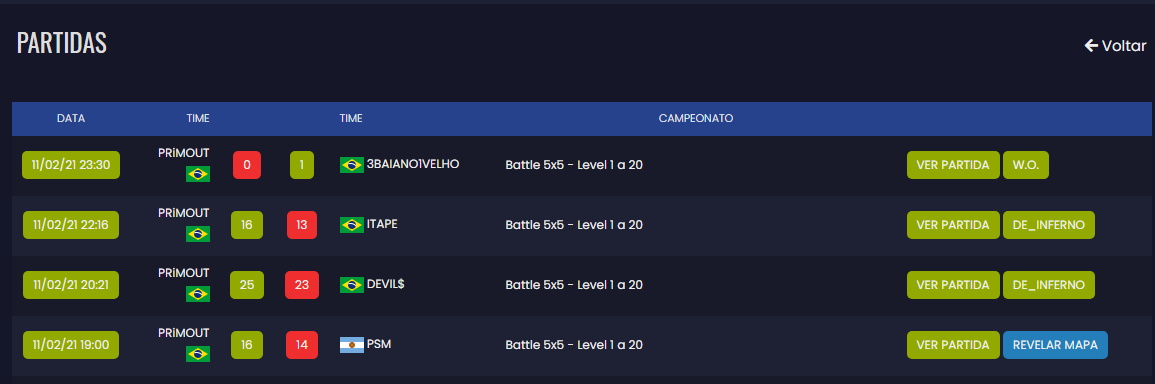 PARTIDAS
Voltar
DATA TIME TIME CAMPEONATO
11/02/21 23:30 PRiMOUT 0 1 3BAIANO1VELHO Battle 5x5 - Level 1 a 20 VER PARTIDA W.O.
11/02/21 22:16 PRiMOUT 16 13 ITAPE Battle 5x5 - Level 1 a 20 VER PARTIDA DE_INFERNO
11/02/21 20:21 PRiMOUT 25 23 DEVIL$ Battle 5x5 - Level 1 a 20 VER PARTIDA DE_INFERNO
11/02/21 19:00 PRiMOUT 16 14 PSM Battle 5x5 - Level 1 a 20 VER PARTIDA REVELAR MAPA